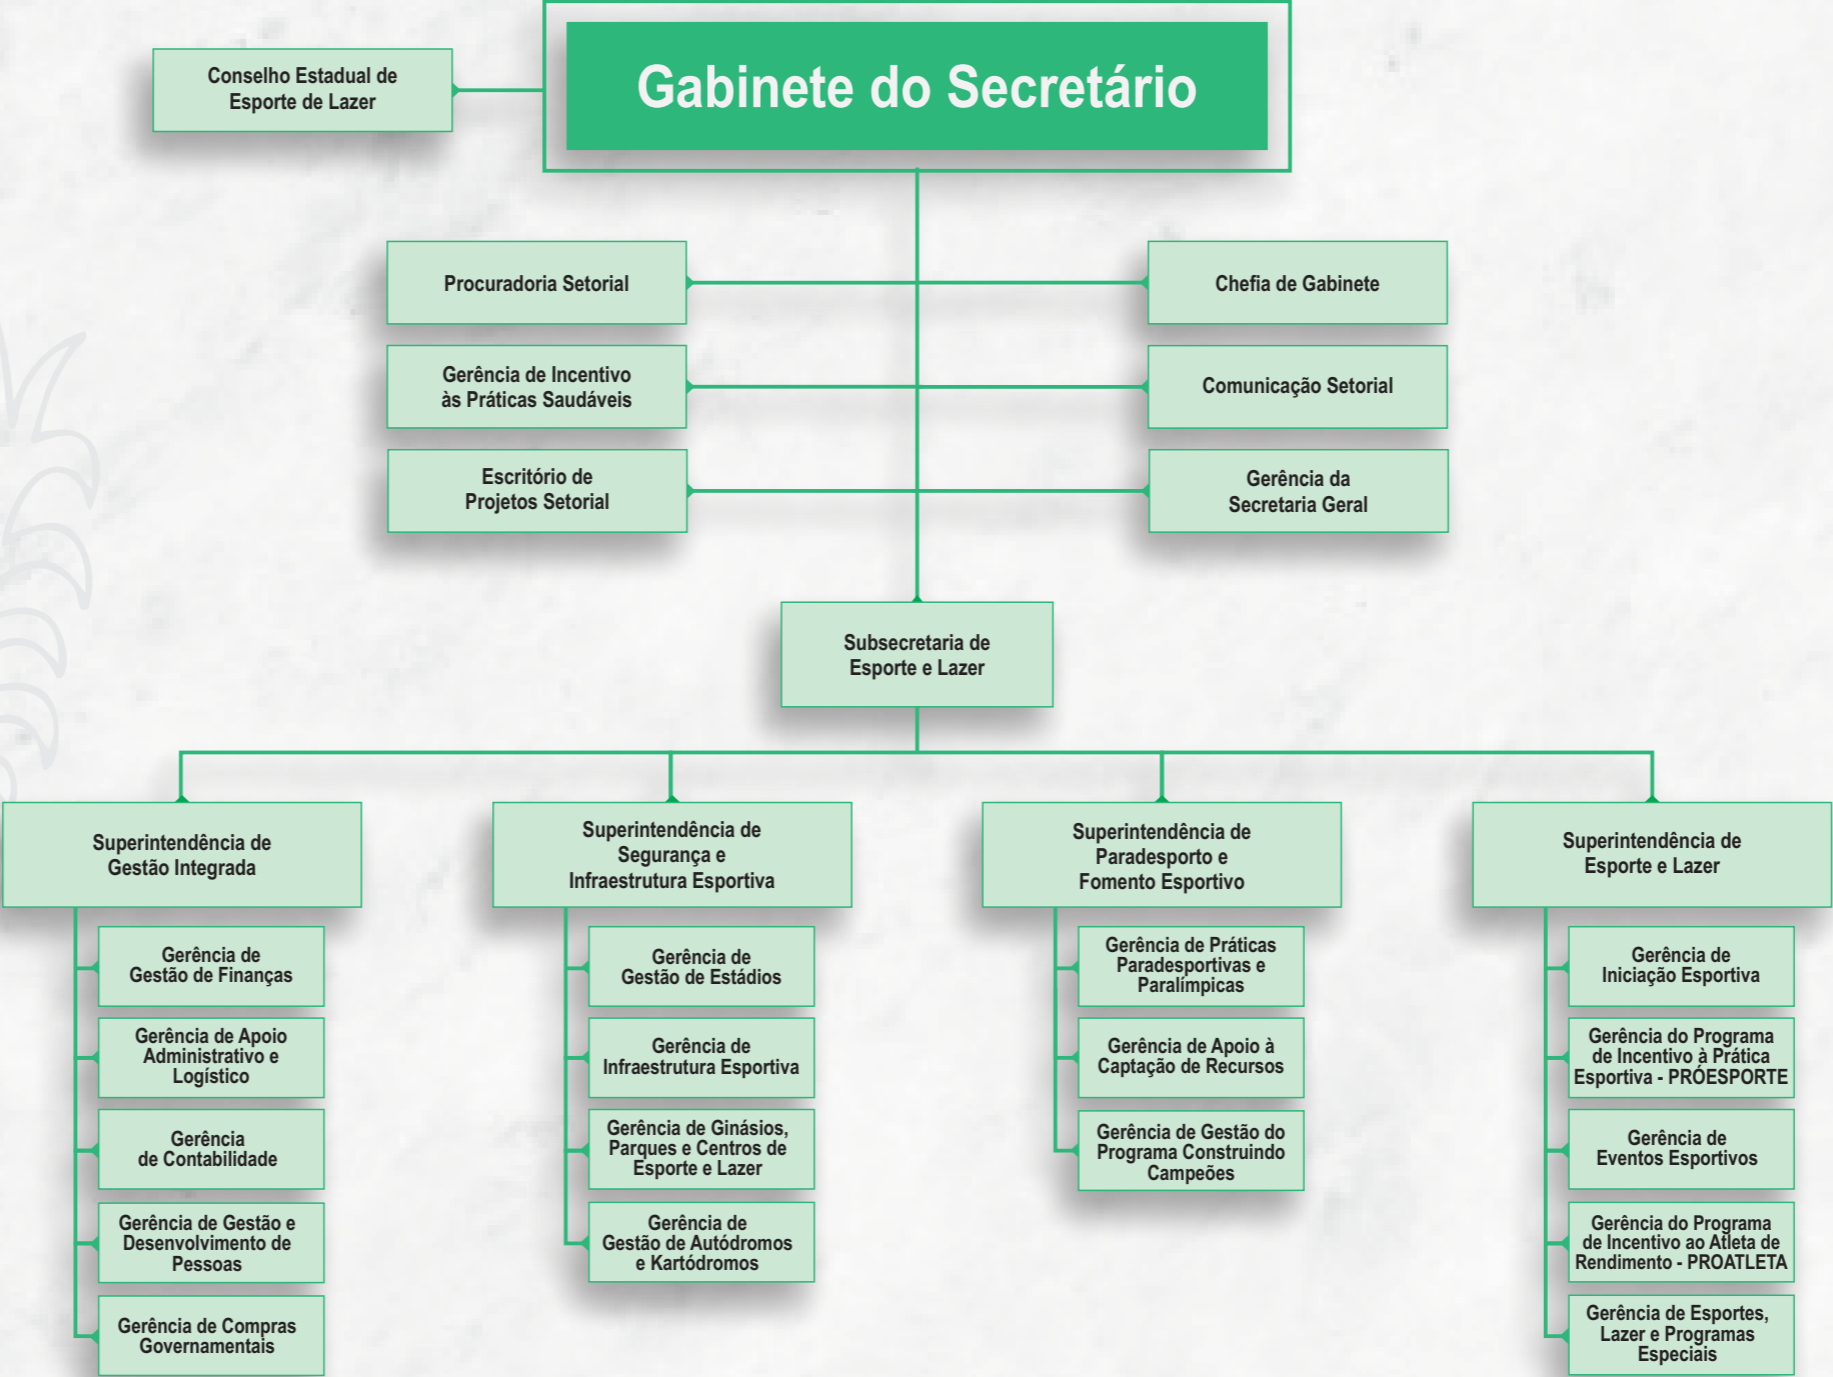 Gabinete do Secretário
Conselho Estadual de
Esporte de Lazer
Procuradoria Setorial
Chefia de Gabinete
Gerência de Incentivo
às Práticas Saudáveis
Comunicação Setorial
Escritório de
Projetos Setorial
Gerência da
Secretaria Geral
Subsecretaria de
Esporte e Lazer
Superintendência de
Gestão Integrada
Gerência de
Gestão de Finanças
Gerência de Apoio
Administrativo e
Logístico
Gerência
de Contabilidade
Gerência de Gestão e
Desenvolvimento de
Pessoas
Gerência de Compras
Governamentais
Superintendência de
Segurança e
Infraestrutura Esportiva
Gerência de
Gestão de Estádios
Gerência de
Infraestrutura Esportiva
Gerência de Ginásios,
Parques e Centros de
Esporte e Lazer
Gerência de
Gestão de Autódromos
e Kartódromos
Superintendência de
Paradesporto e
Fomento Esportivo
Gerência de Práticas
Paradesportivas e
Paralímpicas
Gerência de Apoio à
Captação de Recursos
Gerência de Gestão do
Programa Construindo
Campeões
Superintendência de
Esporte e Lazer
Gerência de
Iniciação Esportiva
Gerência do Programa
de Incentivo à Prática
Esportiva - PRÓESPORTE
Gerência de
Eventos Esportivos
Gerência do Programa
de Incentivo ao Atleta de
Rendimento - PROATLETA
Gerência de Esportes,
Lazer e Programas
Especiais